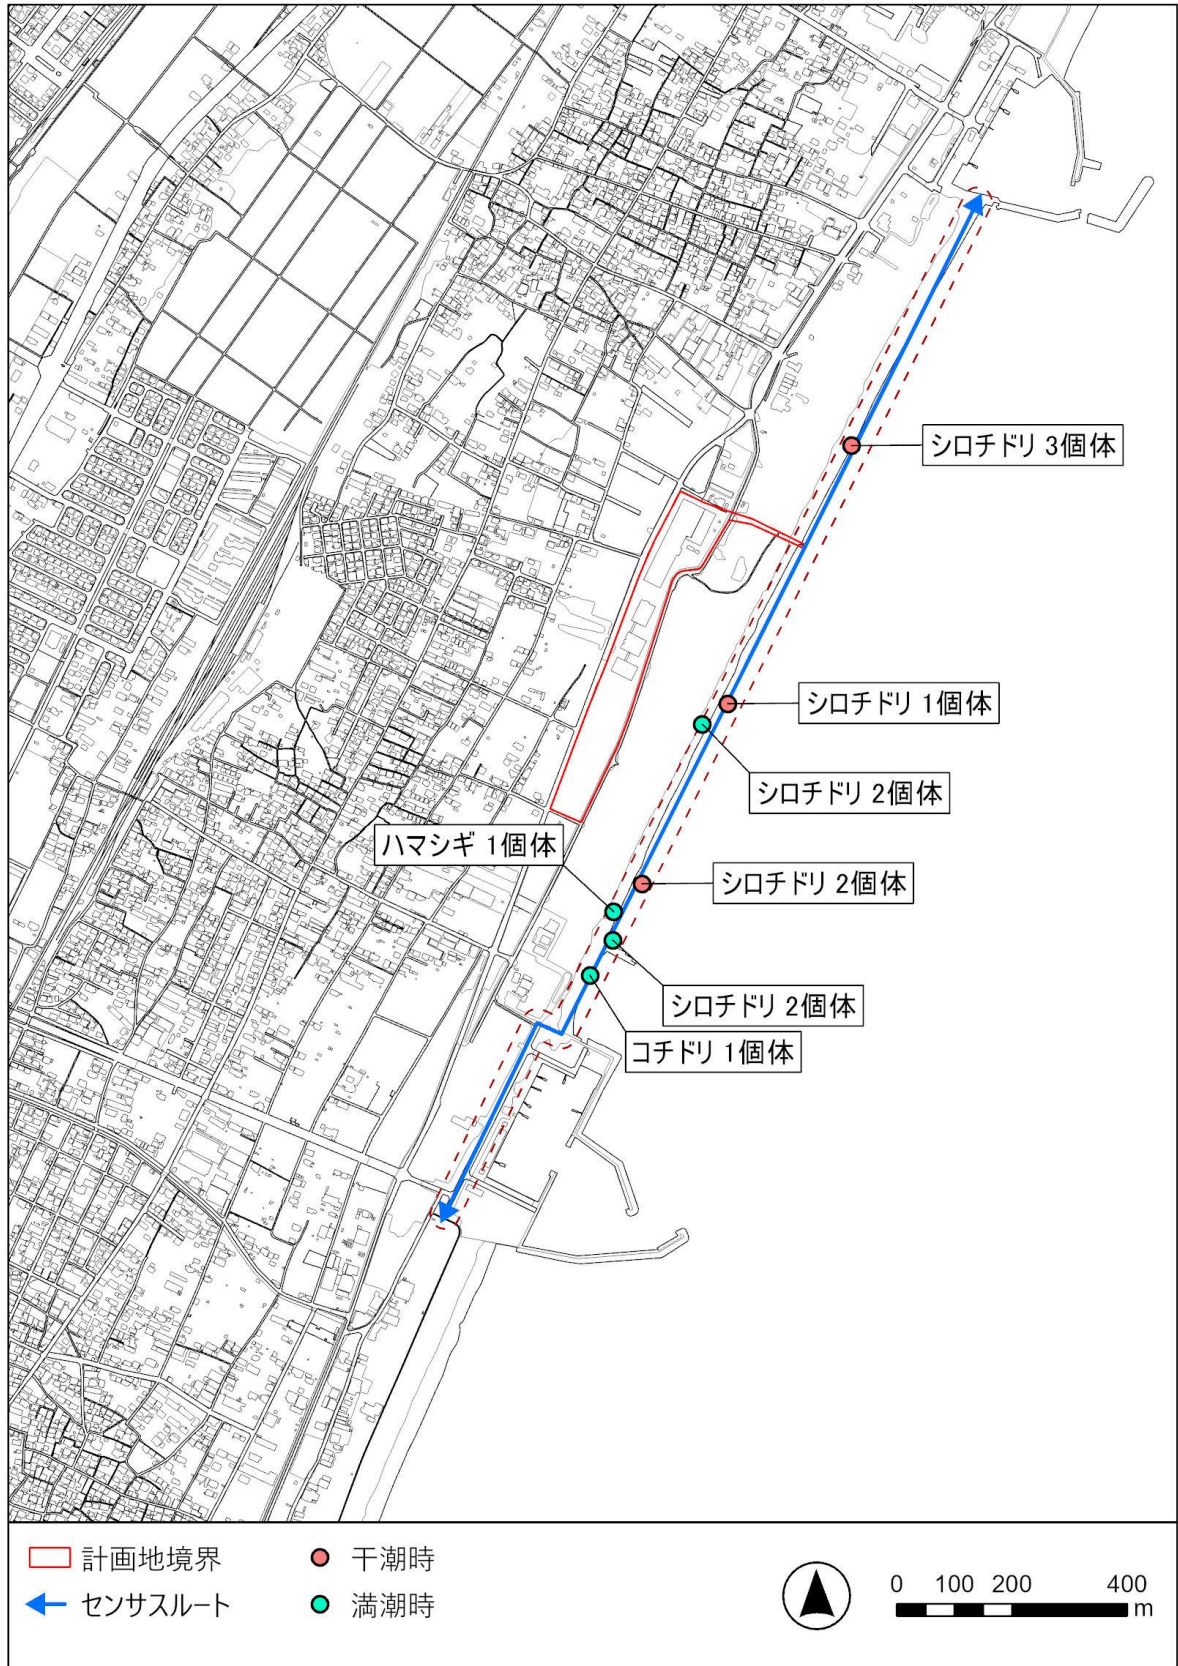 シロチドリ 3個体
シロチドリ 1個体
シロチドリ 2個体
ハマシギ 1個体
シロチドリ 2個体
シロチドリ 2個体
コチドリ 1個体
計画地境界
干潮時
センサスルート
満潮時
0 100 200 400
m